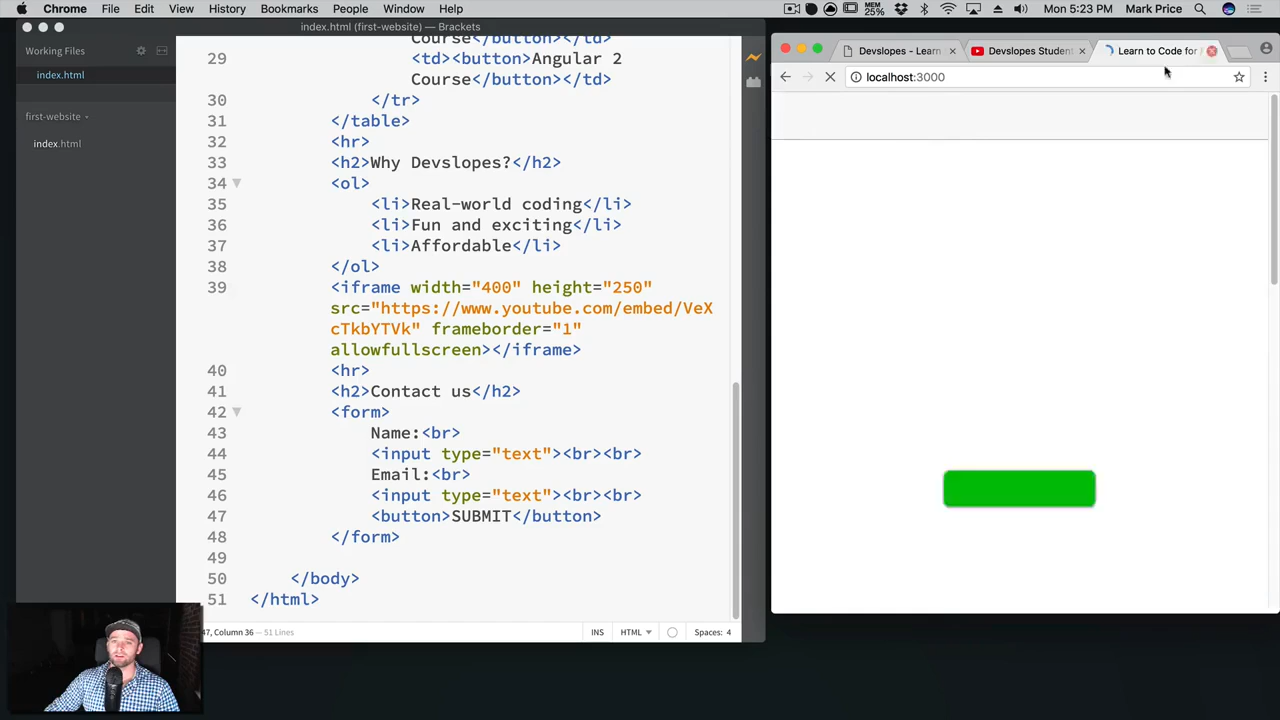 Chrome File Edit View History Bookmarks People Window Help MEM 25% Mon 5:23 PM Mark Price
index.html (first-website) — Brackets
Working Files
index.html
first-website
index.html
Course</button></td>
29 <td><button>Angular 2
Course</button></td>
30 </tr>
31 </table>
32 <hr>
33 <h2>Why Devslopes?</h2>
34 <ol>
35 <li>Real-world coding</li>
36 <li>Fun and exciting</li>
37 <li>Affordable</li>
38 </ol>
39 <iframe width="400" height="250"
src="https://www.youtube.com/embed/VeX
cTkbYTVk" frameborder="1"
allowfullscreen></iframe>
40 <hr>
41 <h2>Contact us</h2>
42 <form>
43 Name:<br>
44 <input type="text"><br><br>
45 Email:<br>
46 <input type="text"><br><br>
47 <button>SUBMIT</button>
48 </form>
49
50 </body>
51 </html>
47, Column 36 — 51 Lines
INS HTML Spaces: 4
Devslopes - Learn
Devslopes Student
Learn to Code for
localhost:3000